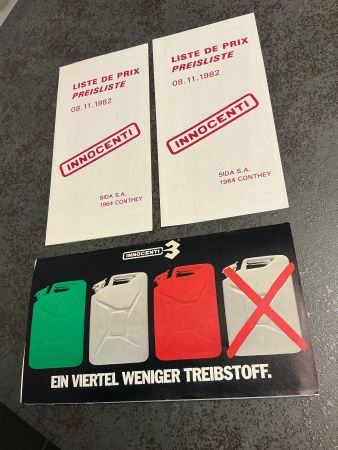 LISTE DE PRIX
PREISLISTE
08.11.1982
INNOCENTI
SIDA S.A.
1964 CONTHEY
LISTE DE PRIX
PREISLISTE
08.11.1982
INNOCENTI
SIDA S.A.
1964 CONTHEY
INNOCENTI 3
EIN VIERTEL WENIGER TREIBSTOFF.